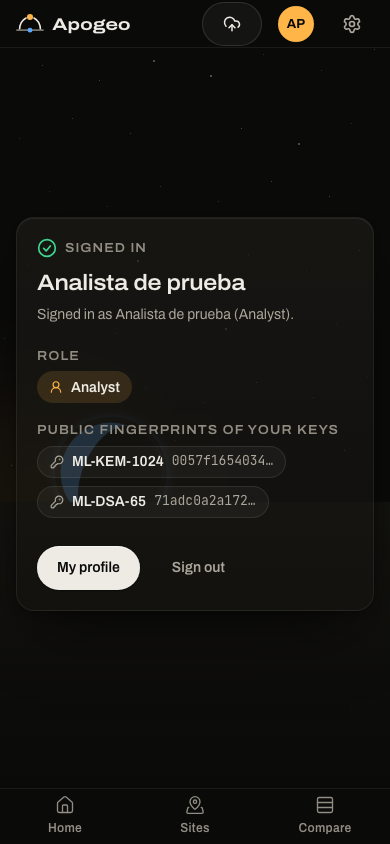 Apogeo
AP
SIGNED IN
Analista de prueba
Signed in as Analista de prueba (Analyst).
ROLE
Analyst
PUBLIC FINGERPRINTS OF YOUR KEYS
ML-KEM-1024 0057f1654034…
ML-DSA-65 71adc0a2a172…
My profile Sign out
Home Sites Compare